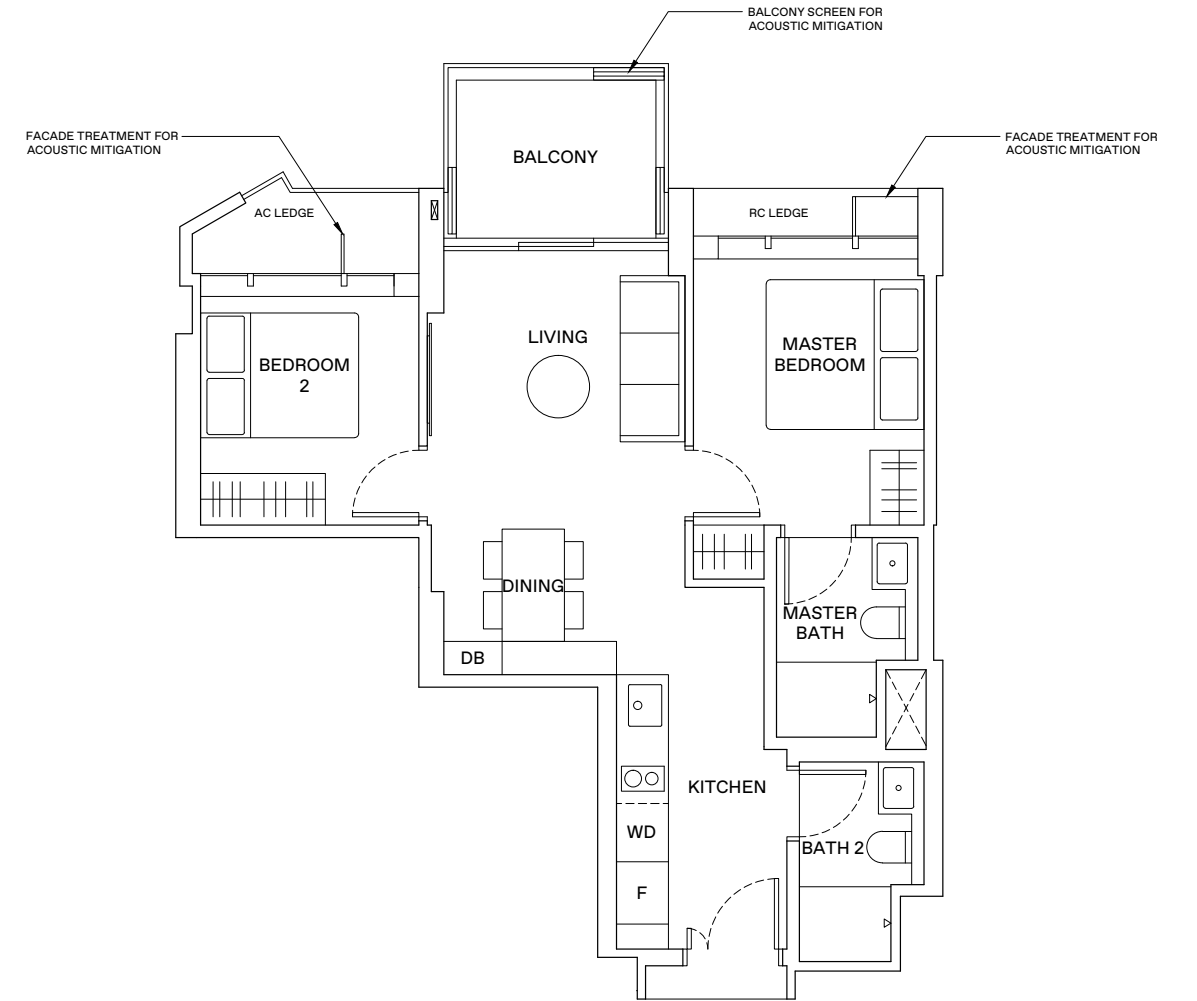 BALCONY SCREEN FOR
ACOUSTIC MITIGATION
FACADE TREATMENT FOR
ACOUSTIC MITIGATION
FACADE TREATMENT FOR
ACOUSTIC MITIGATION
BALCONY
AC LEDGE
RC LEDGE
LIVING
MASTER
BEDROOM
BEDROOM
2
DINING
MASTER
BATH
DB
KITCHEN
WD
BATH 2
F